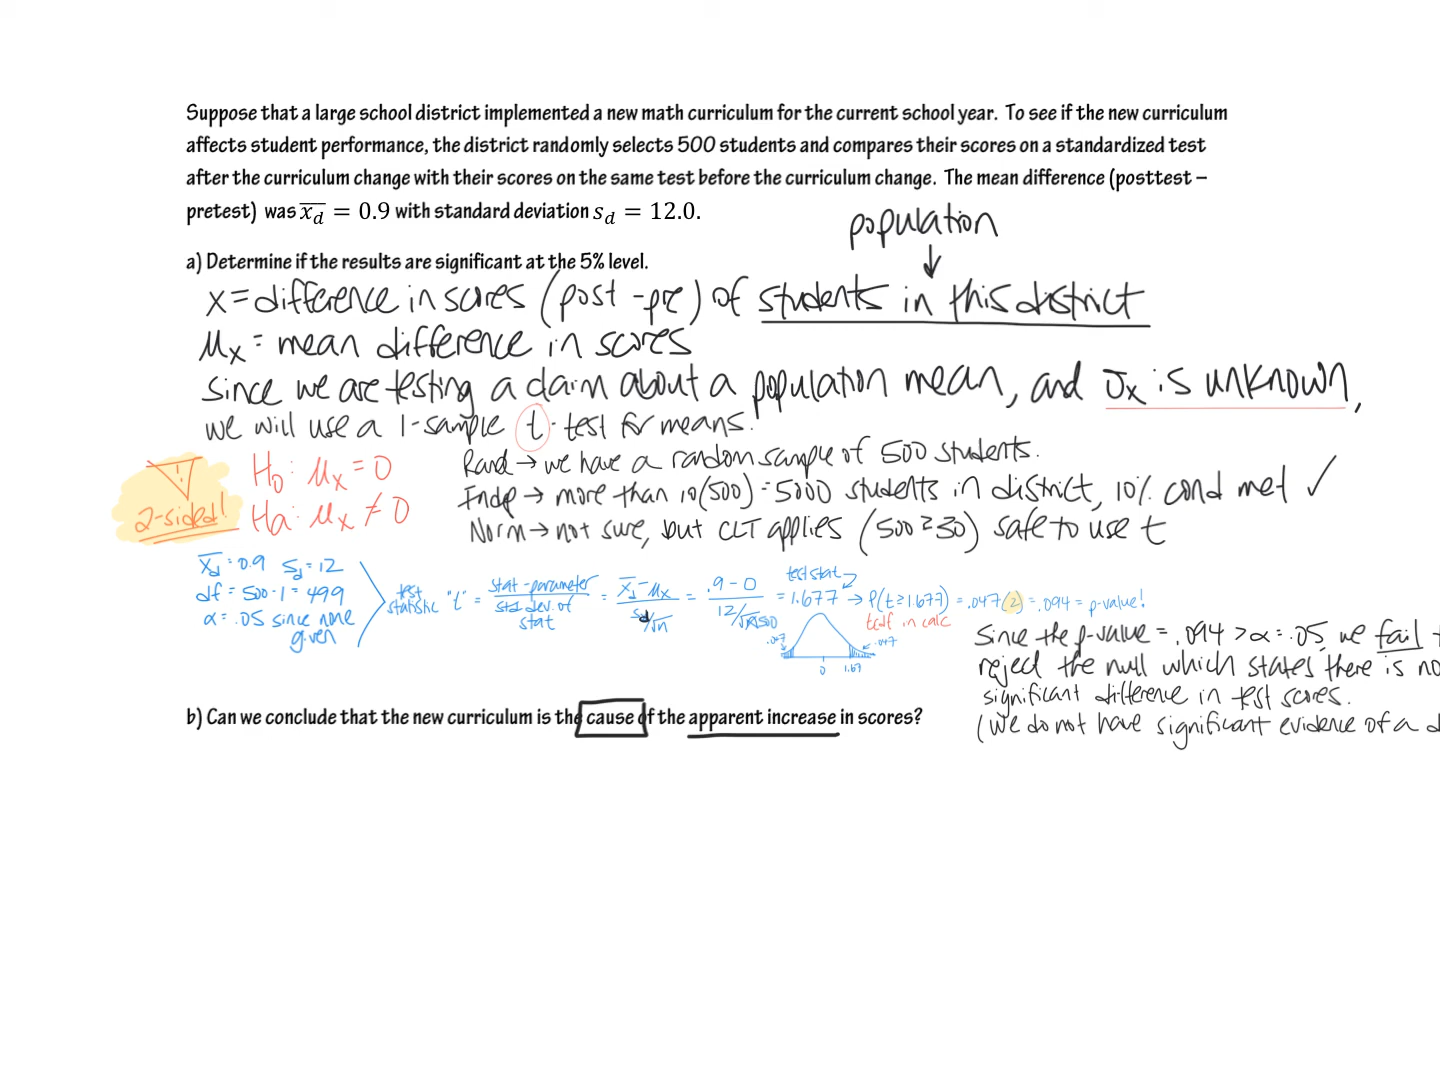 Suppose that a large school district implemented a new math curriculum for the current school year. To see if the new curriculum
affects student performance, the district randomly selects 500 students and compares their scores on a standardized test
after the curriculum change with their scores on the same test before the curriculum change. The mean difference (posttest –
pretest) was x̄_d = 0.9 with standard deviation s_d = 12.0.
population
↓
a) Determine if the results are significant at the 5% level.
X = difference in scores (post - pre) of students in this district
μx = mean difference in scores
since we are testing a claim about a population mean, and σx is unknown,
we will use a 1-sample t-test for means.
! 2-sided!
H₀: μx = 0
Ha: μx ≠ 0
Rand → we have a random sample of 500 students.
Indp → more than 10(500) = 5000 students in district, 10% cond met ✓
Norm → not sure, but CLT applies (500 ≥ 30) safe to use t
x̄d = 0.9 Sd = 12
df = 500 - 1 = 499
α = .05 since none
given
test statistic "t" = stat - parameter / std dev. of stat = x̄d - μx / sd/√n = .9 - 0 / 12/√500 = 1.677 → P(t ≥ 1.677) = .047(2) = .094 = p-value!
test stat
tcdf in calc
.047 .047
0 1.67
Since the p-value = .094 > α = .05, we fail
reject the null which states there is no
significant difference in test scores.
(We do not have significant evidence of a
b) Can we conclude that the new curriculum is the cause of the apparent increase in scores?